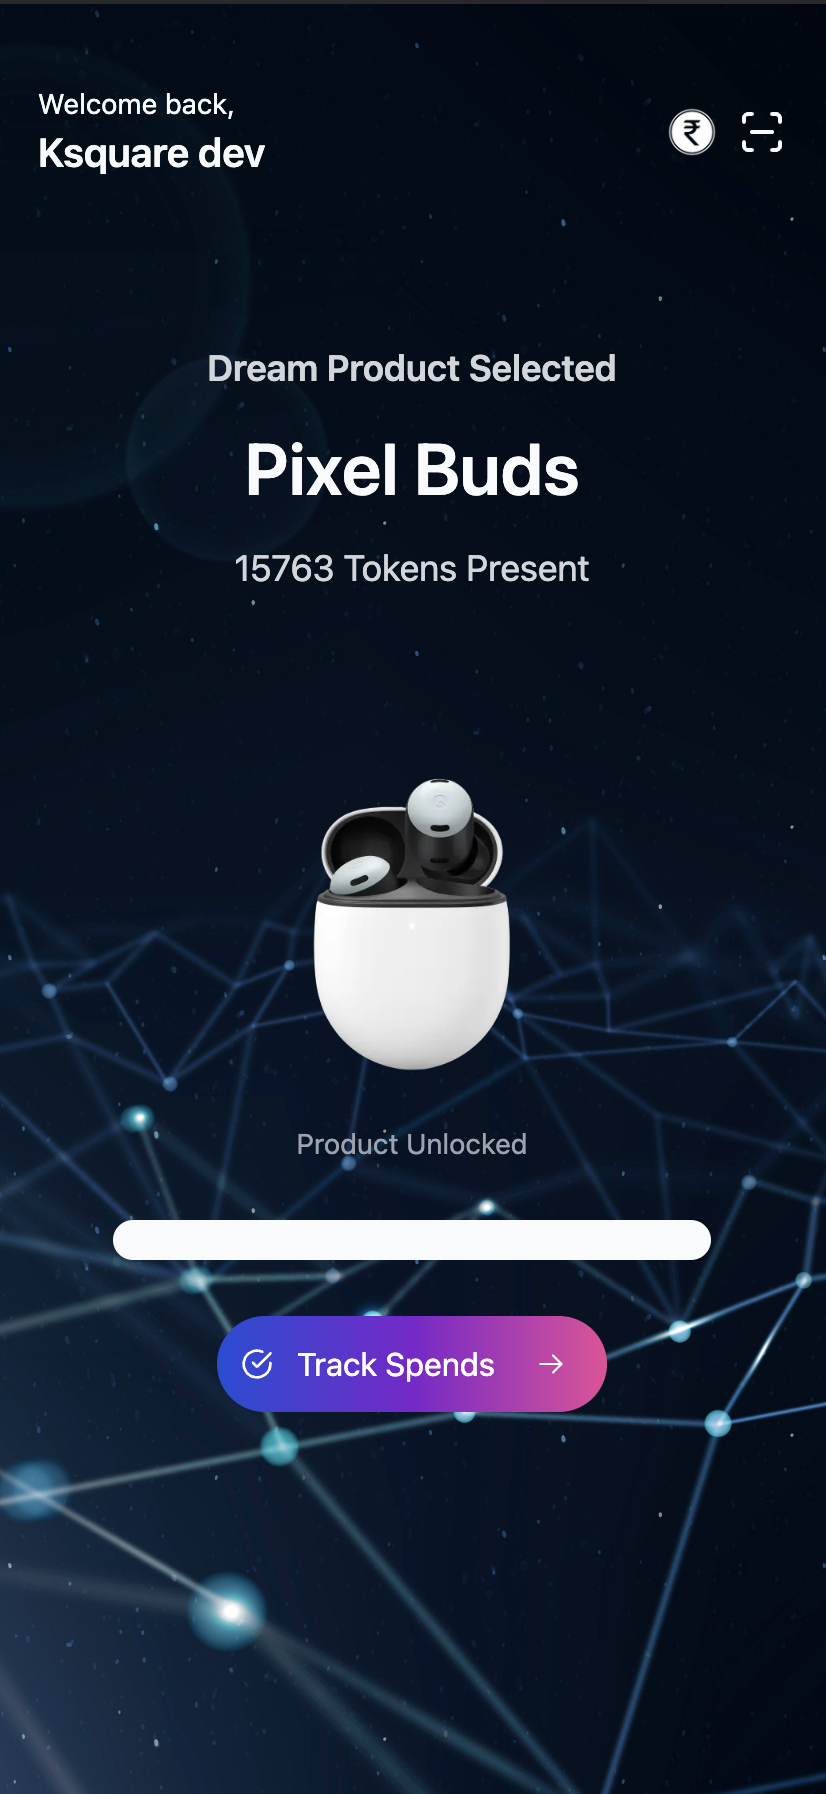 Welcome back,
Ksquare dev
₹
Dream Product Selected
Pixel Buds
15763 Tokens Present
Product Unlocked
Track Spends